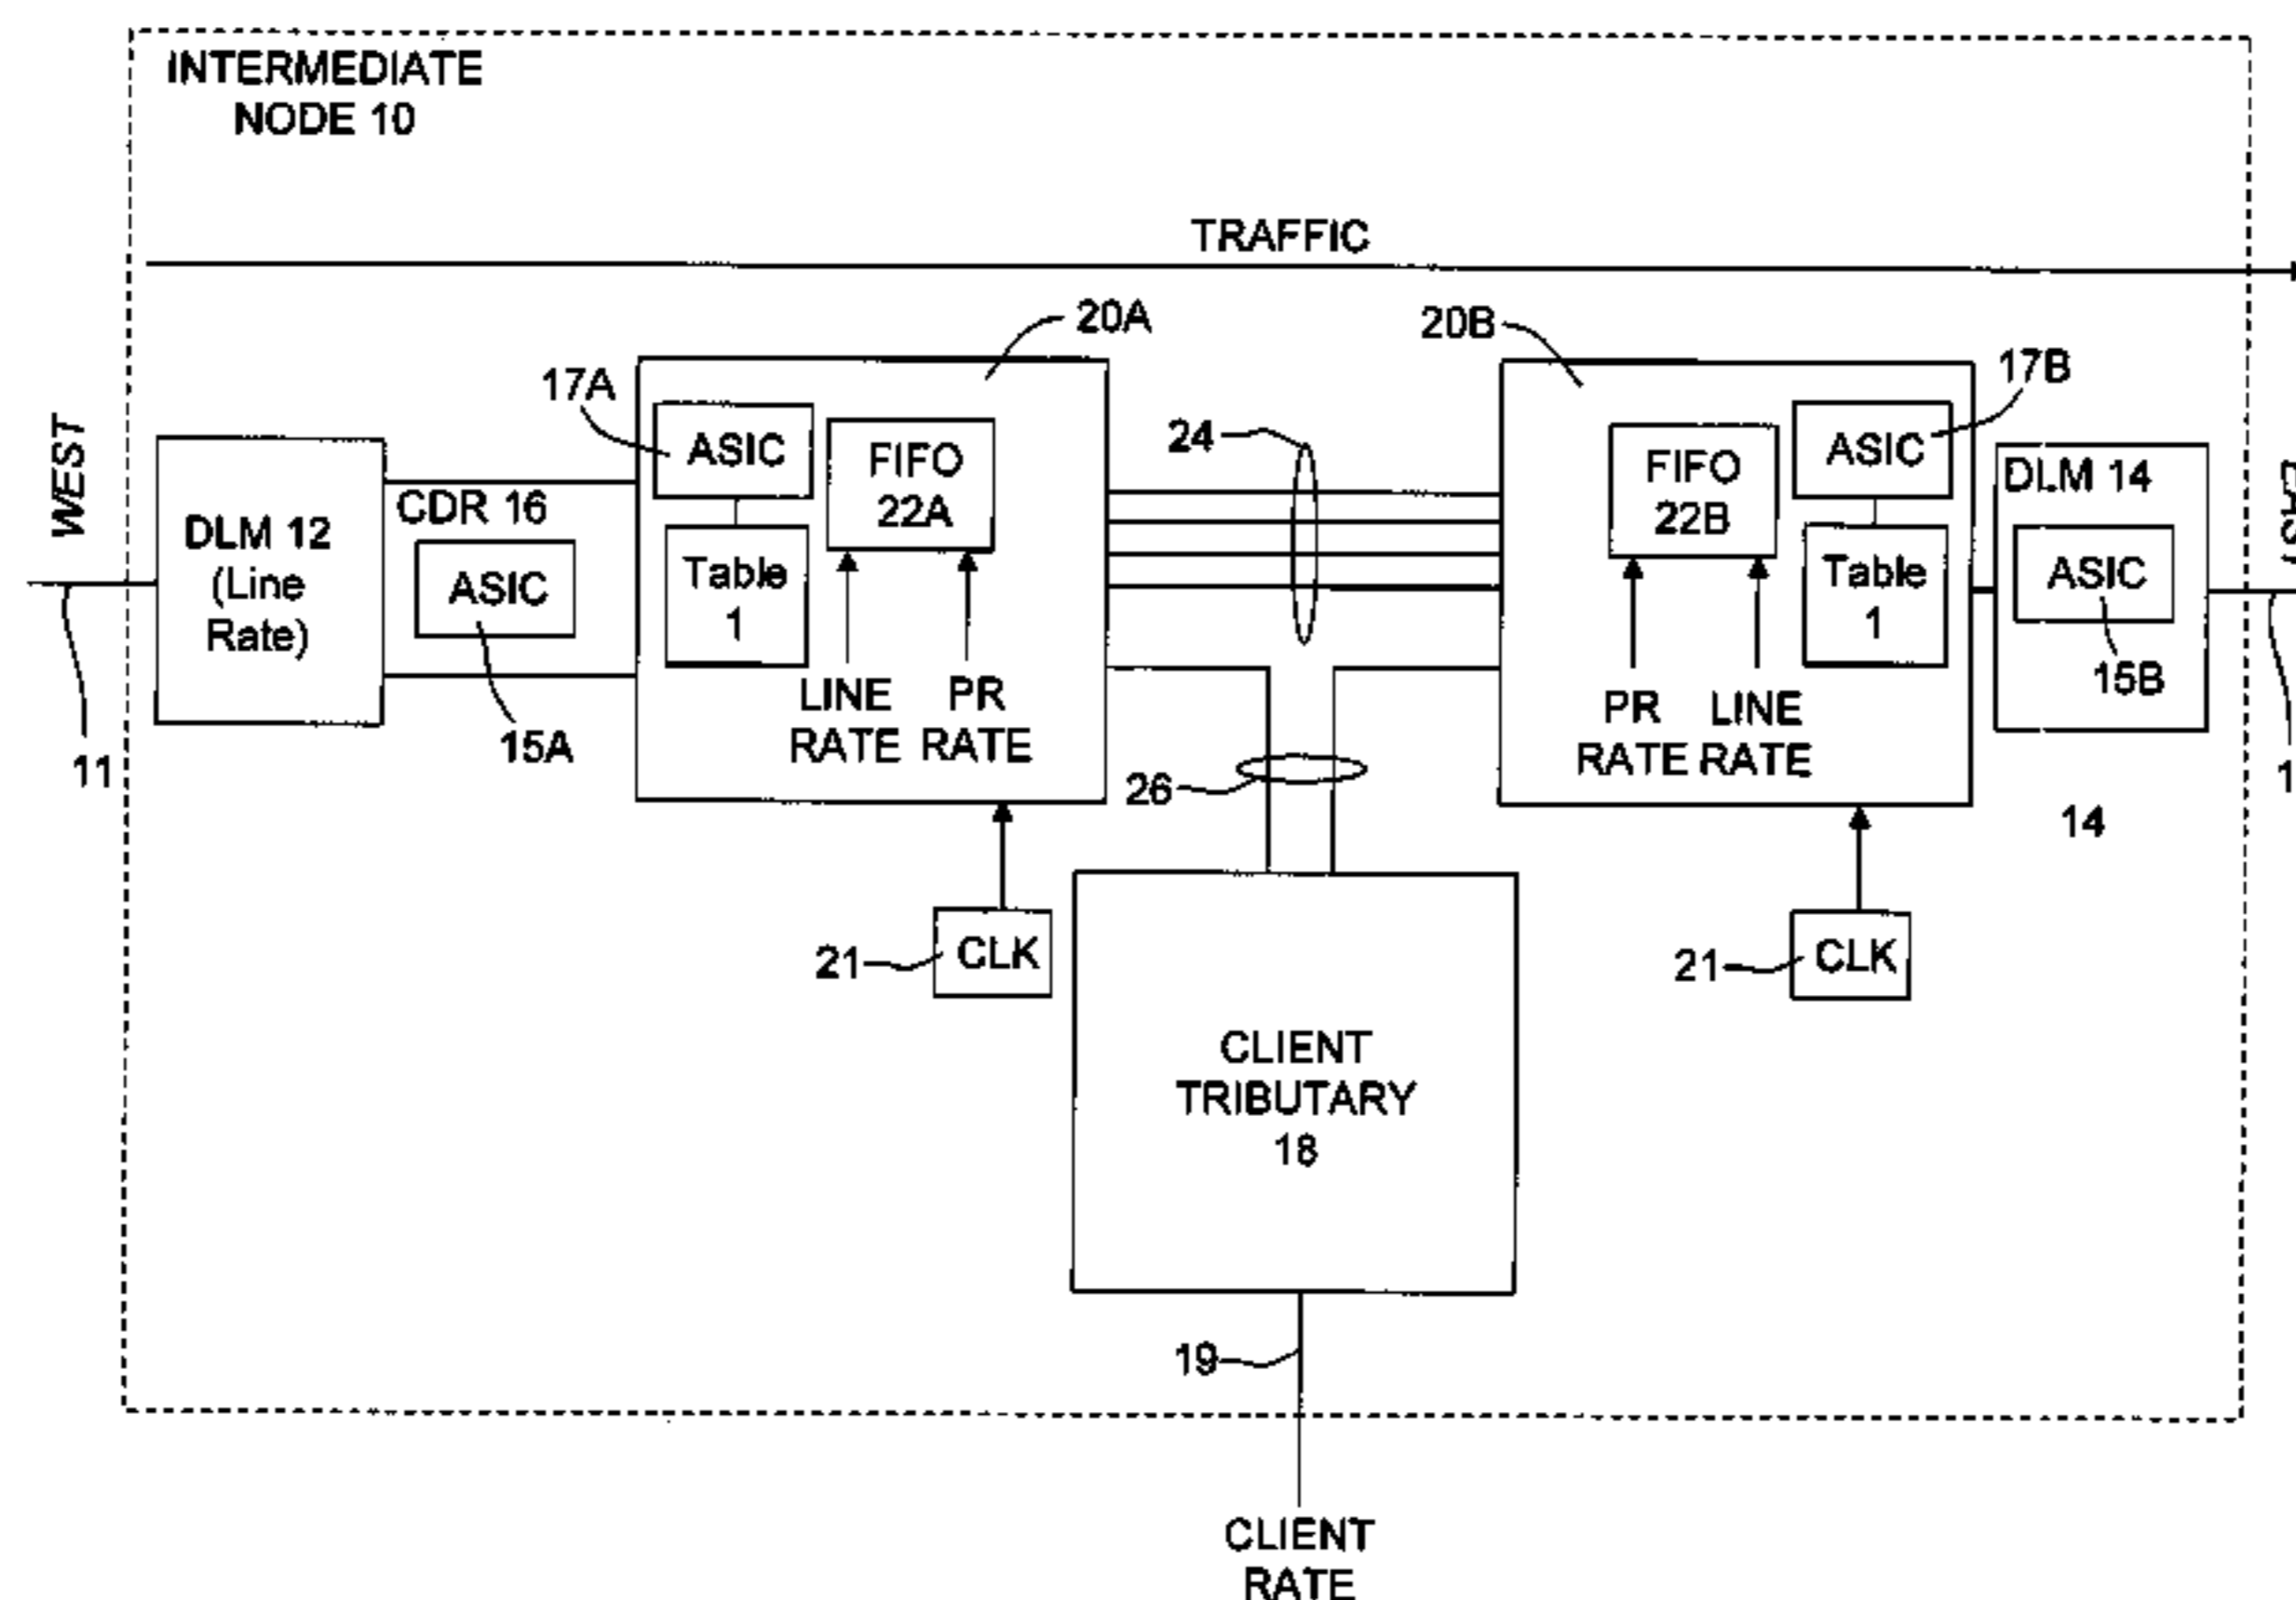 INTERMEDIATE
NODE 10
TRAFFIC
20A
20B
17A
17B
WEST
24
ASIC
FIFO
22A
FIFO
22B
ASIC
DLM 14
CDR 16
DLM 12
(Line
Rate)
ASIC
Table
1
Table
1
ASIC
LINE
RATE
PR
RATE
PR
RATE
LINE
RATE
15B
15A
11
26
14
21
CLK
21
CLK
CLIENT
TRIBUTARY
18
19
CLIENT
RATE